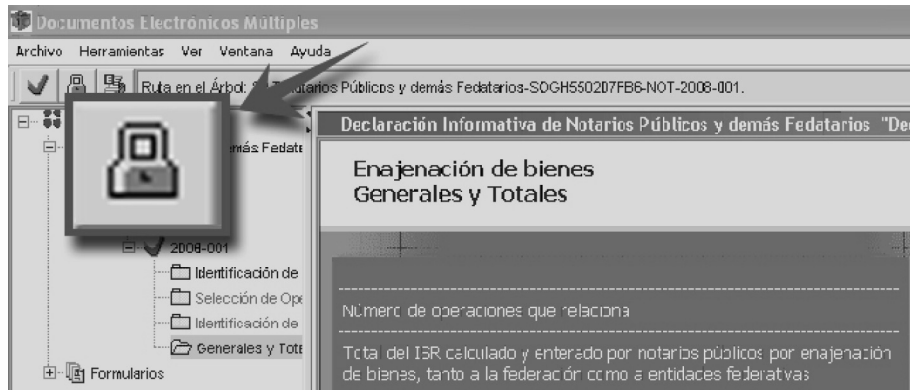 Documentos Electrónicos Múltiples
Archivo Herramientas Ver Ventana Ayuda
Ruta en el Árbol: Públicos y demás Fedatarios-SOGH550207FB6-NOT-2008-001.
Declaración Informativa de Notarios Públicos y demás Fedatarios "De
emás Fedata
Enajenación de bienes
Generales y Totales
2008-001
Identificación de
Selección de Ope
Identificación de
Generales y Tota
Formularios
Número de operaciones que relaciona
Total del ISR calculado y enterado por notarios públicos por enajenación
de bienes, tanto a la federación como a entidades federativas